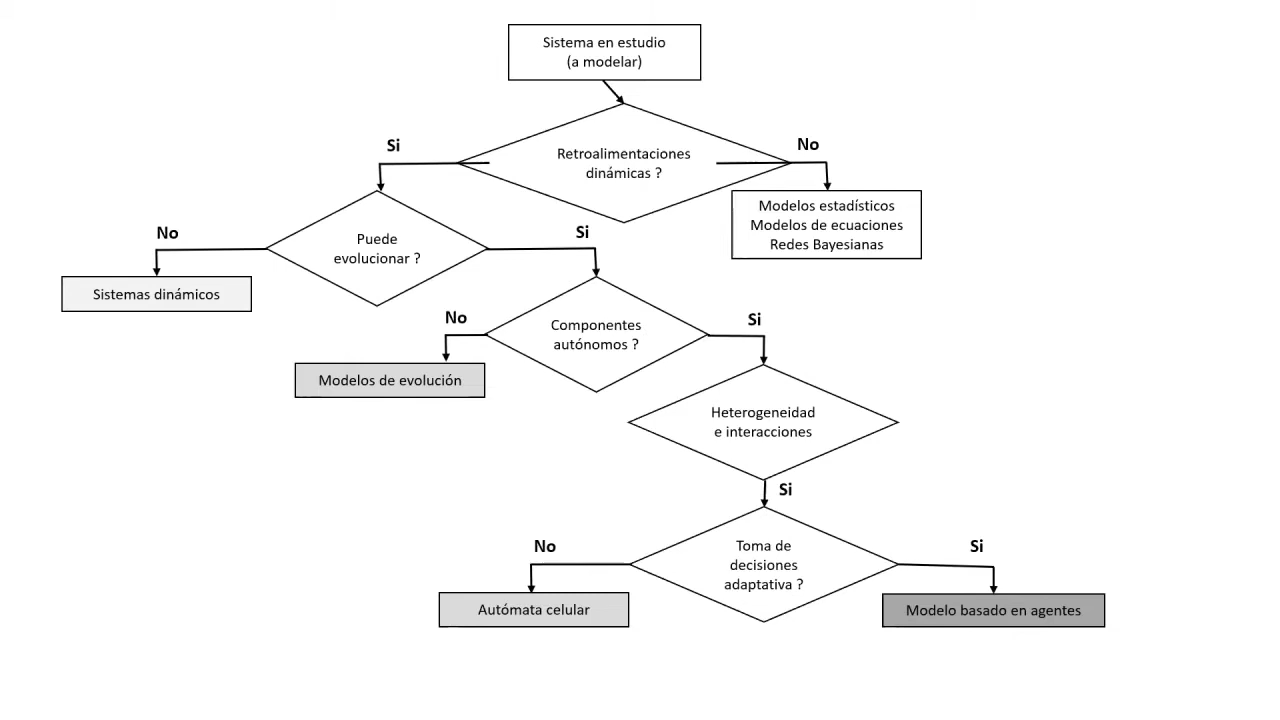 Sistema en estudio
(a modelar)
Si
No
Retroalimentaciones
dinámicas ?
Modelos estadísticos
Modelos de ecuaciones
Redes Bayesianas
No
Puede
evolucionar ?
Si
Sistemas dinámicos
No
Componentes
autónomos ?
Si
Modelos de evolución
Heterogeneidad
e interacciones
Si
No
Toma de
decisiones
adaptativa ?
Si
Autómata celular
Modelo basado en agentes